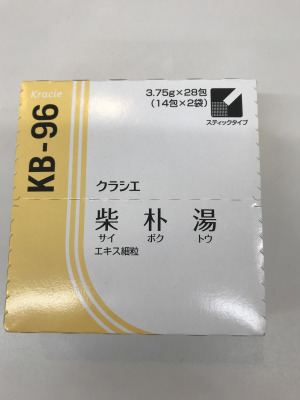 Kracie
KB-96
3.75g×28包
(14包×2袋)
スティックタイプ
クラシエ
柴朴湯
サイ ボク トウ
エキス細粒